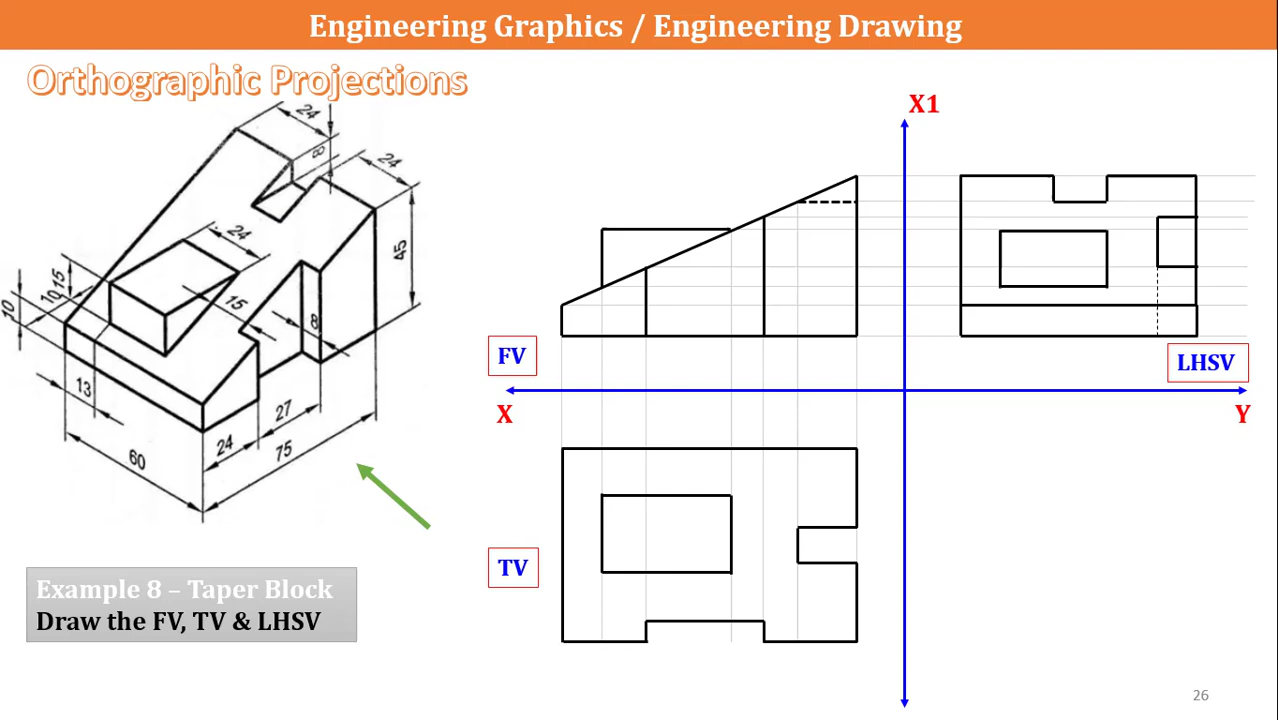 Engineering Graphics / Engineering Drawing
Orthographic Projections
24
8
24
45
24
15
10
10
15
8
13
27
24
75
60
X1
FV
LHSV
X
Y
TV
Example 8 – Taper Block
Draw the FV, TV & LHSV
26